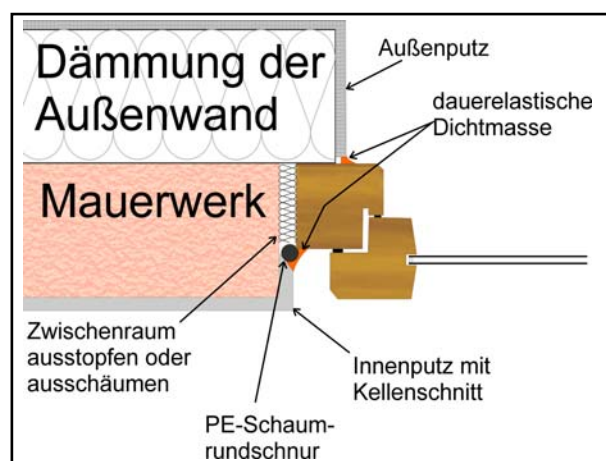 Dämmung der
Außenwand
Außenputz
dauerelastische
Dichtmasse
Mauerwerk
Zwischenraum
ausstopfen oder
ausschäumen
Innenputz mit
Kellenschnitt
PE-Schaum-
rundschnur